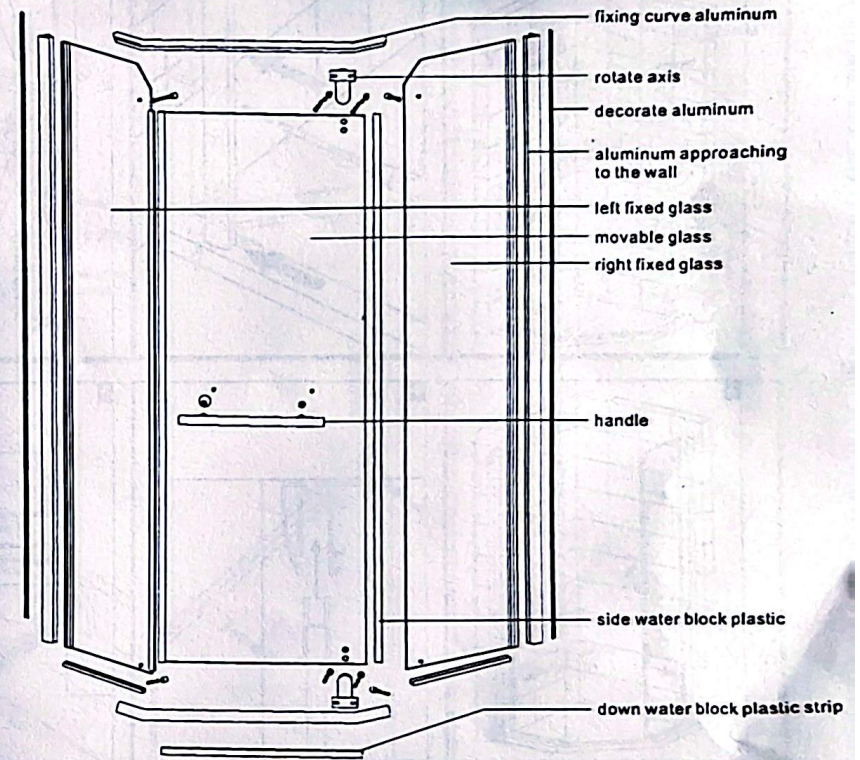 fixing curve aluminum
rotate axis
decorate aluminum
aluminum approaching
to the wall
left fixed glass
movable glass
right fixed glass
handle
side water block plastic
down water block plastic strip